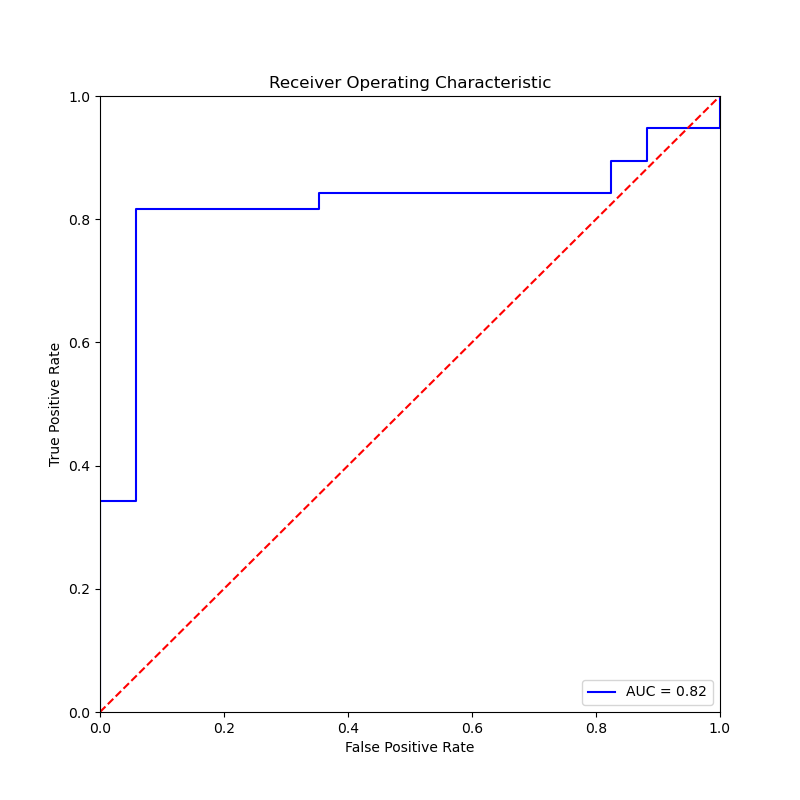 Receiver Operating Characteristic
1.0
0.8
0.6
0.4
0.2
0.0
True Positive Rate
AUC = 0.82
0.0 0.2 0.4 0.6 0.8 1.0
False Positive Rate